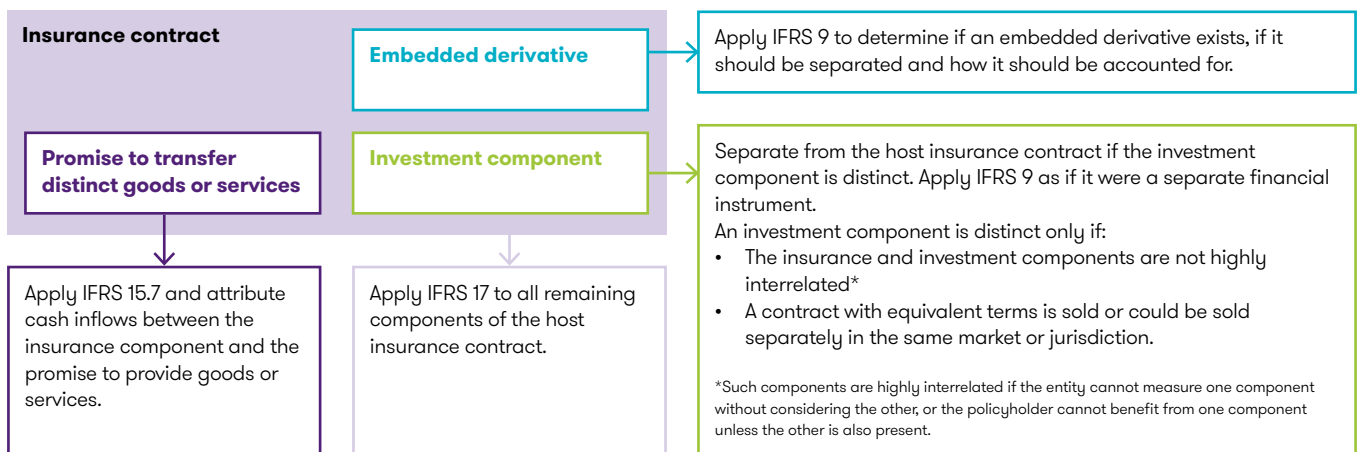 Insurance contract
Embedded derivative
Apply IFRS 9 to determine if an embedded derivative exists, if it
should be separated and how it should be accounted for.
Promise to transfer
distinct goods or services
Investment component
Separate from the host insurance contract if the investment
component is distinct. Apply IFRS 9 as if it were a separate financial
instrument.
An investment component is distinct only if:
• The insurance and investment components are not highly
interrelated*
• A contract with equivalent terms is sold or could be sold
separately in the same market or jurisdiction.
*Such components are highly interrelated if the entity cannot measure one component
without considering the other, or the policyholder cannot benefit from one component
unless the other is also present.
Apply IFRS 15.7 and attribute
cash inflows between the
insurance component and the
promise to provide goods or
services.
Apply IFRS 17 to all remaining
components of the host
insurance contract.